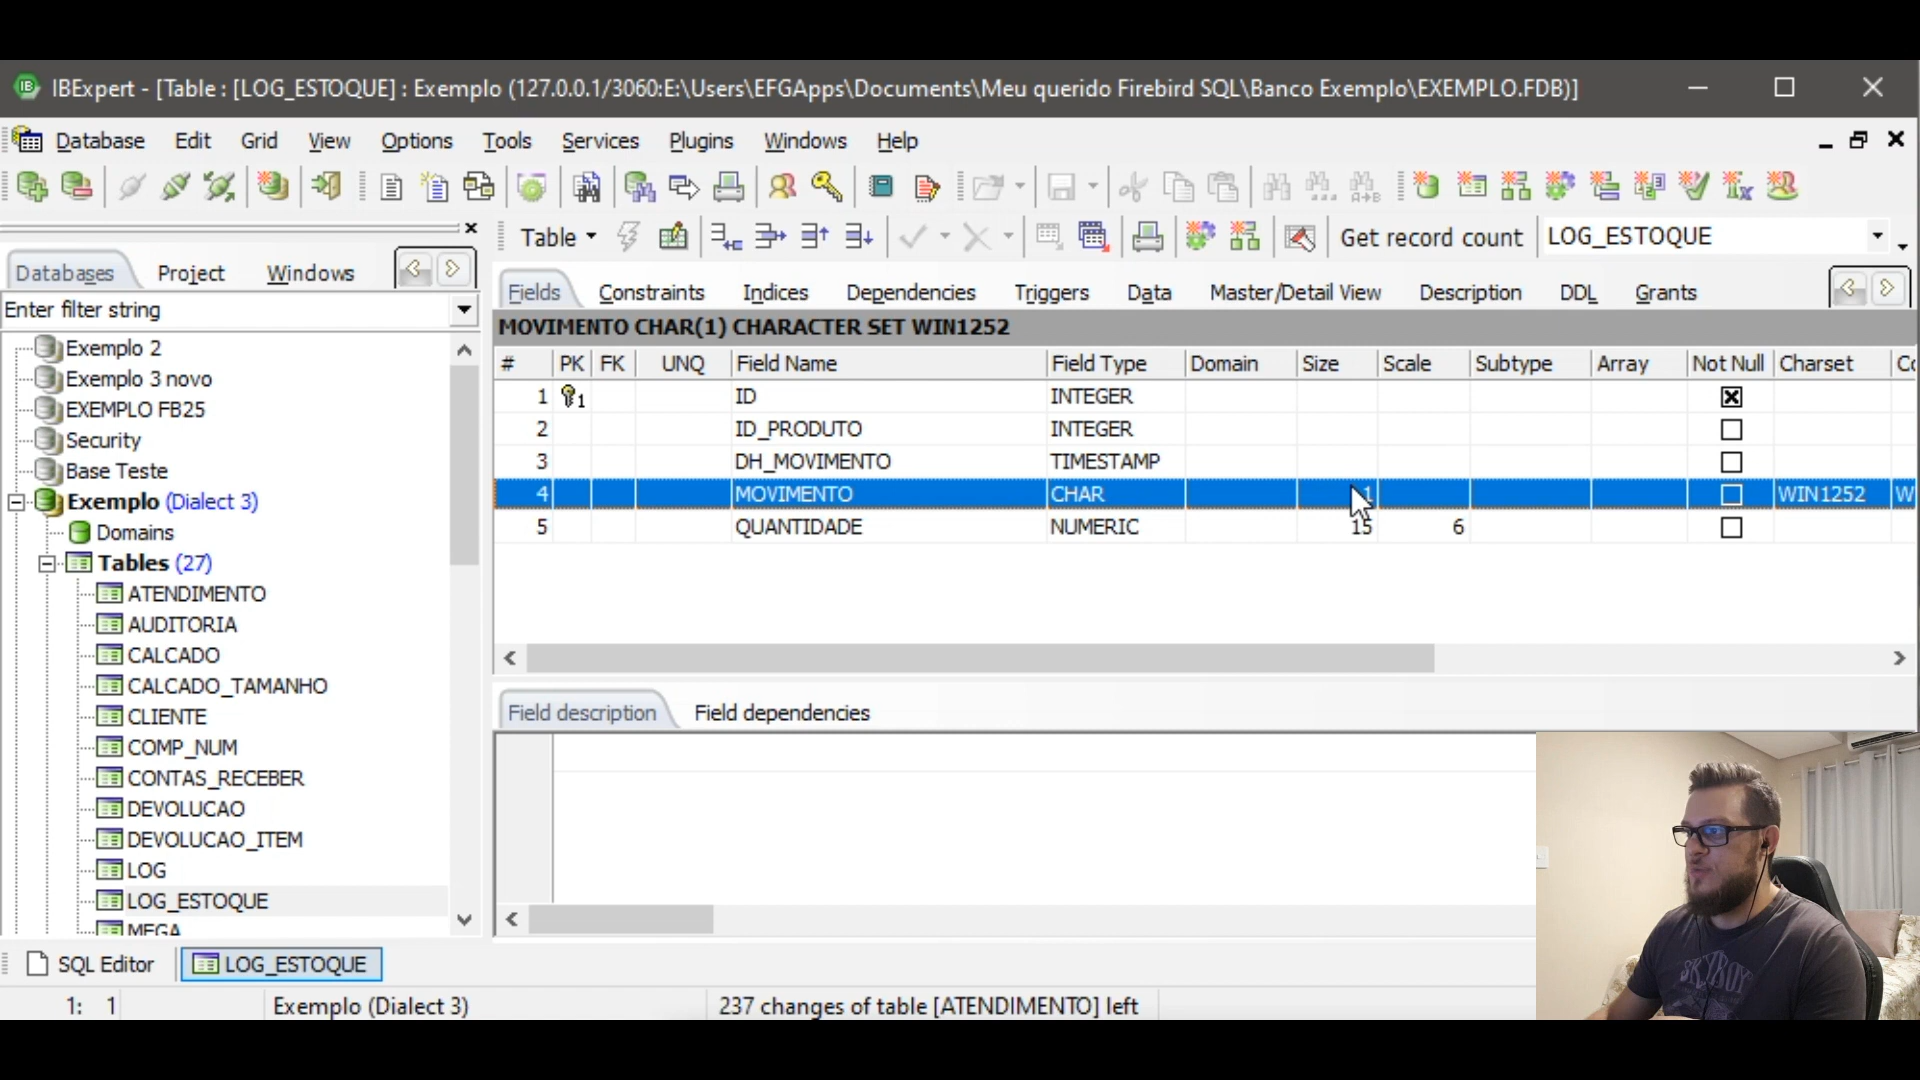 IBExpert - [Table : [LOG_ESTOQUE] : Exemplo (127.0.0.1/3060:E:\Users\EFGApps\Documents\Meu querido Firebird SQL\Banco Exemplo\EXEMPLO.FDB)]
Database Edit Grid View Options Tools Services Plugins Windows Help
Table Get record count LOG_ESTOQUE
Databases Project Windows
Fields Constraints Indices Dependencies Triggers Data Master/Detail View Description DDL Grants
Enter filter string
MOVIMENTO CHAR(1) CHARACTER SET WIN1252
# PK FK UNQ Field Name Field Type Domain Size Scale Subtype Array Not Null Charset
1 1 ID INTEGER
2 ID_PRODUTO INTEGER
3 DH_MOVIMENTO TIMESTAMP
4 MOVIMENTO CHAR 1 WIN1252
5 QUANTIDADE NUMERIC 15 6
Exemplo 2
Exemplo 3 novo
EXEMPLO FB25
Security
Base Teste
Exemplo (Dialect 3)
Domains
Tables (27)
ATENDIMENTO
AUDITORIA
CALCADO
CALCADO_TAMANHO
CLIENTE
COMP_NUM
CONTAS_RECEBER
DEVOLUCAO
DEVOLUCAO_ITEM
LOG
LOG_ESTOQUE
MEGA
Field description Field dependencies
SQL Editor LOG_ESTOQUE
1: 1 Exemplo (Dialect 3) 237 changes of table [ATENDIMENTO] left